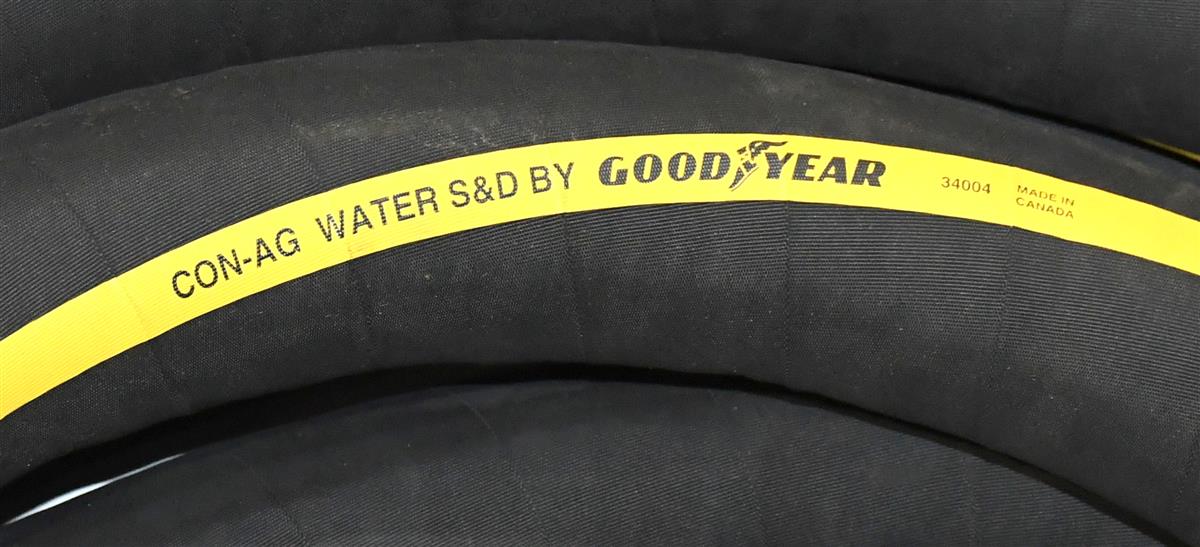 CON-AG WATER S&D BY GOODYEAR 34004 MADE IN
CANADA